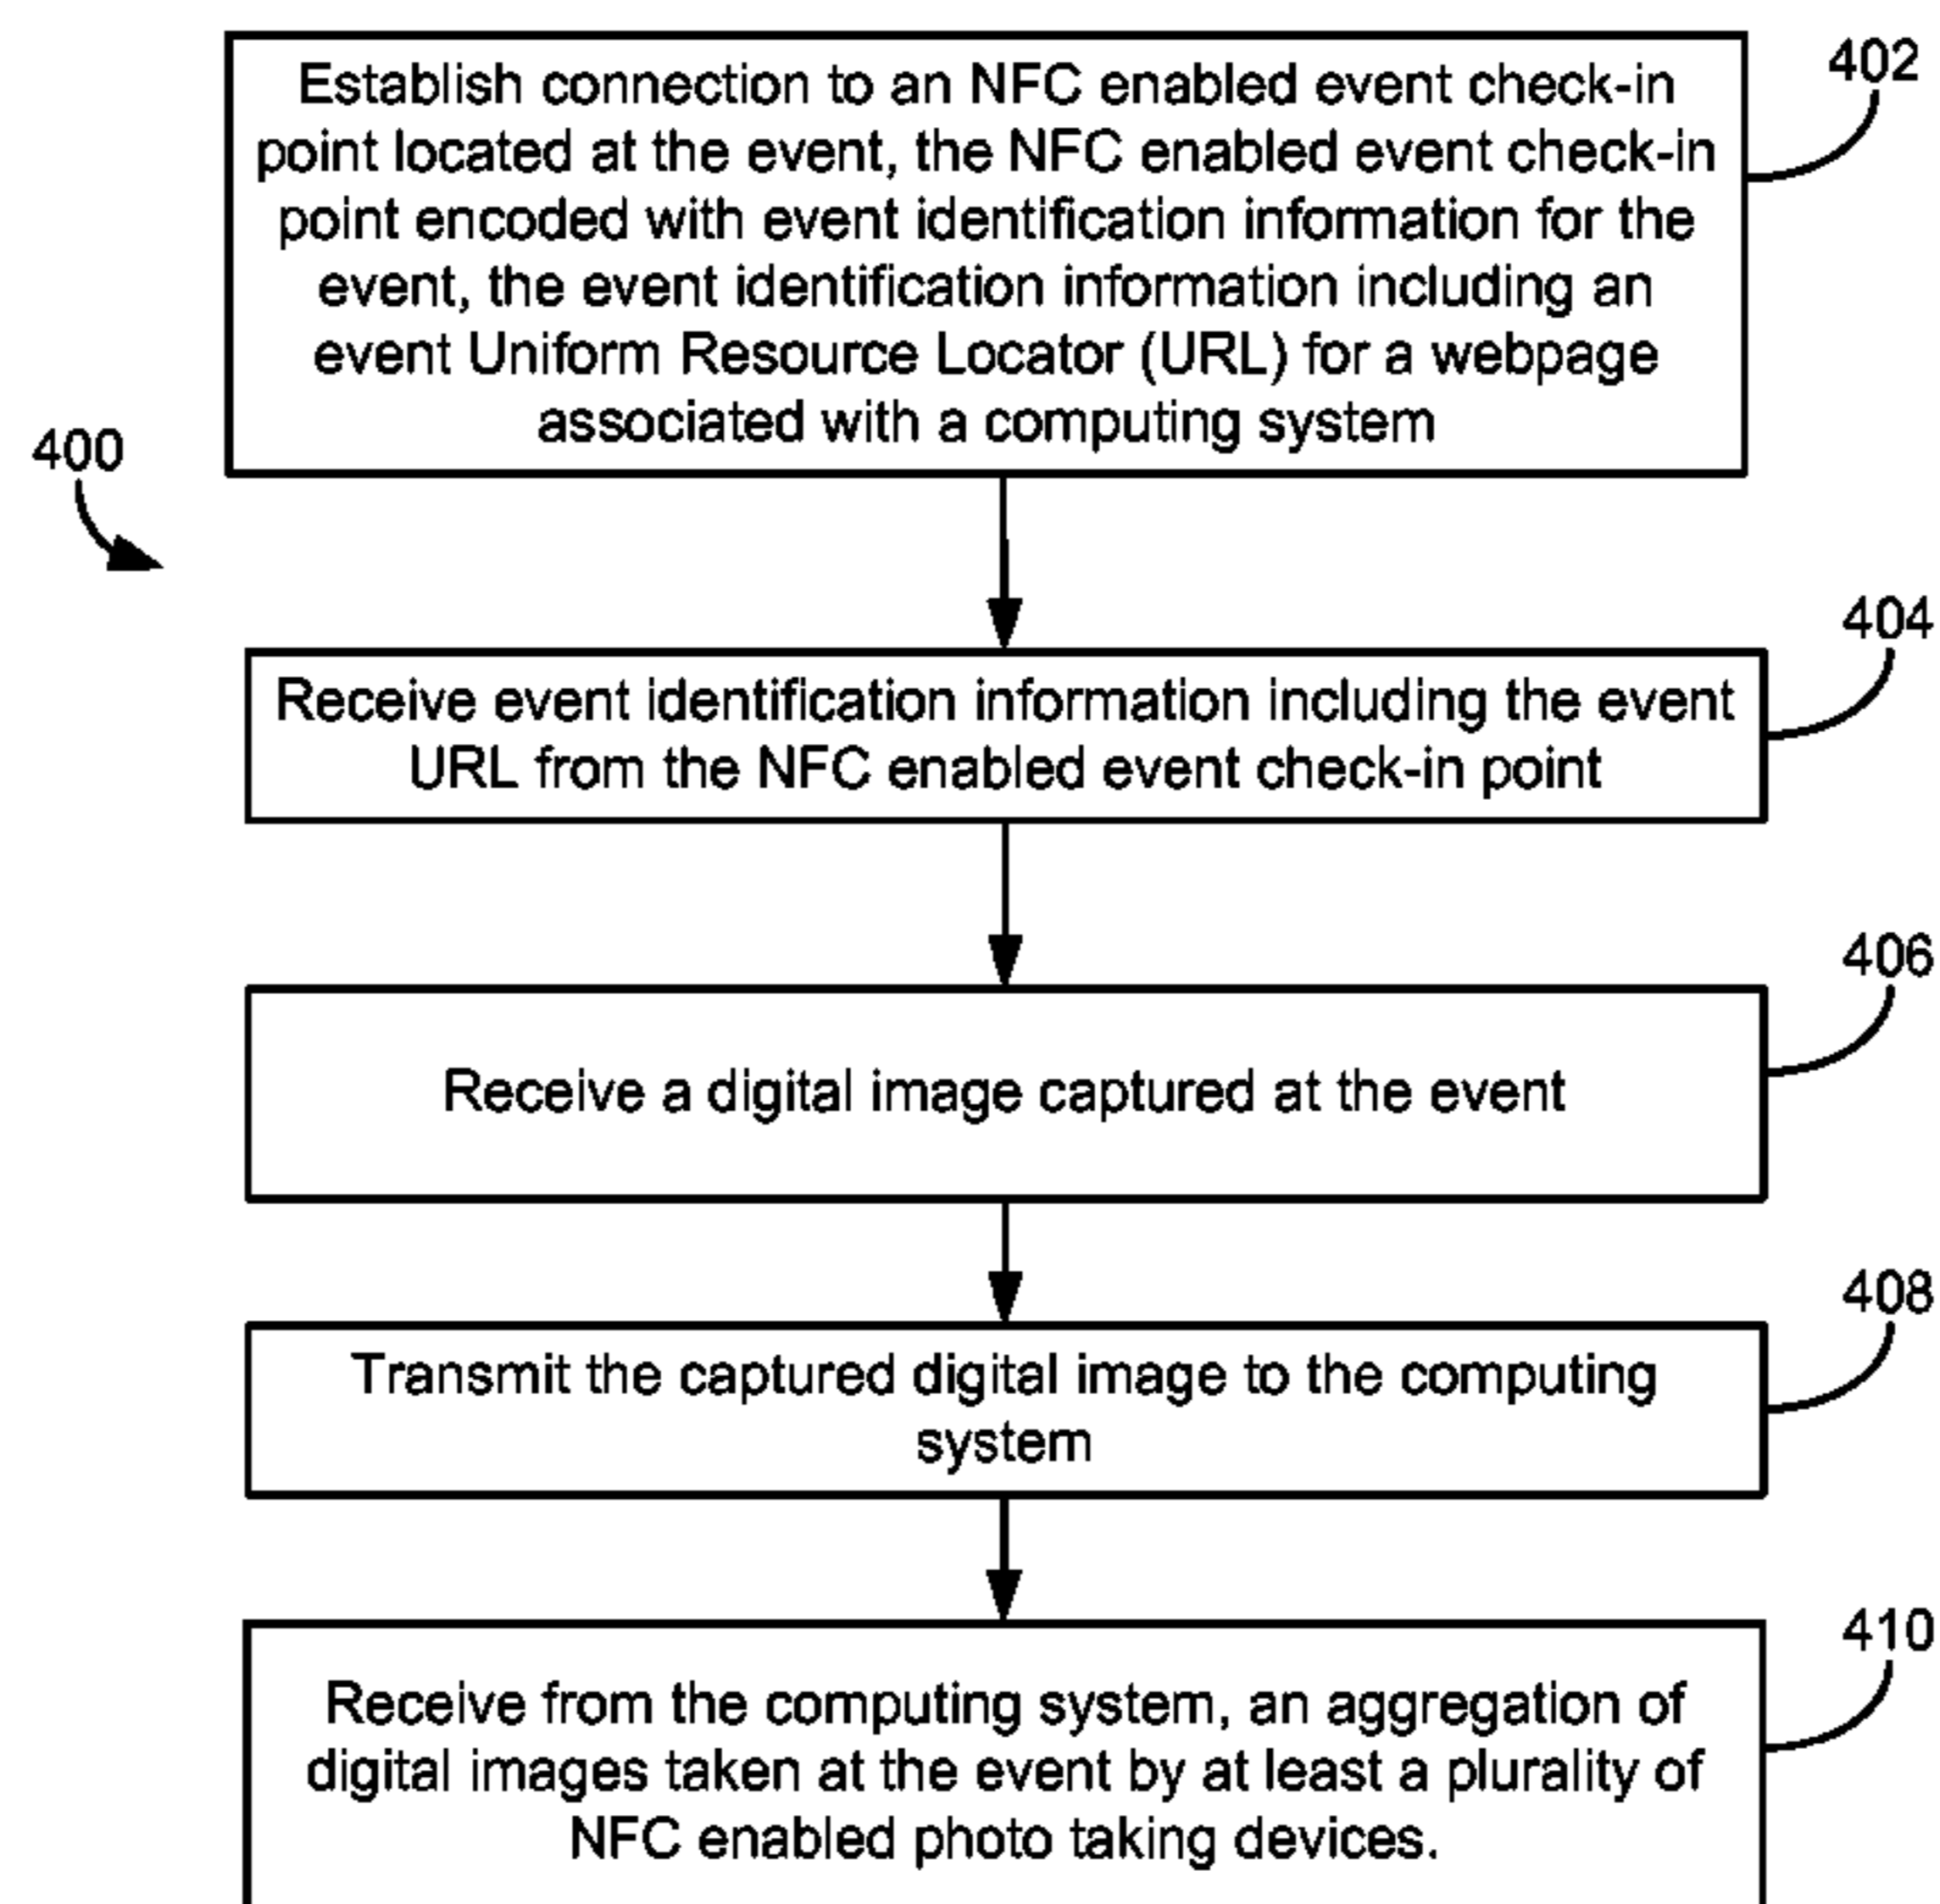 402
Establish connection to an NFC enabled event check-in
point located at the event, the NFC enabled event check-in
point encoded with event identification information for the
event, the event identification information including an
event Uniform Resource Locator (URL) for a webpage
associated with a computing system
400
404
Receive event identification information including the event
URL from the NFC enabled event check-in point
406
Receive a digital image captured at the event
408
Transmit the captured digital image to the computing
system
410
Receive from the computing system, an aggregation of
digital images taken at the event by at least a plurality of
NFC enabled photo taking devices.